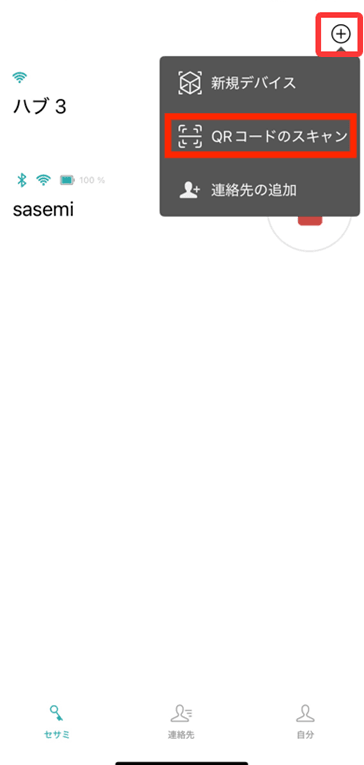 新規デバイス
ハブ 3
QRコードのスキャン
100 %
連絡先の追加
sasemi
セサミ
連絡先
自分